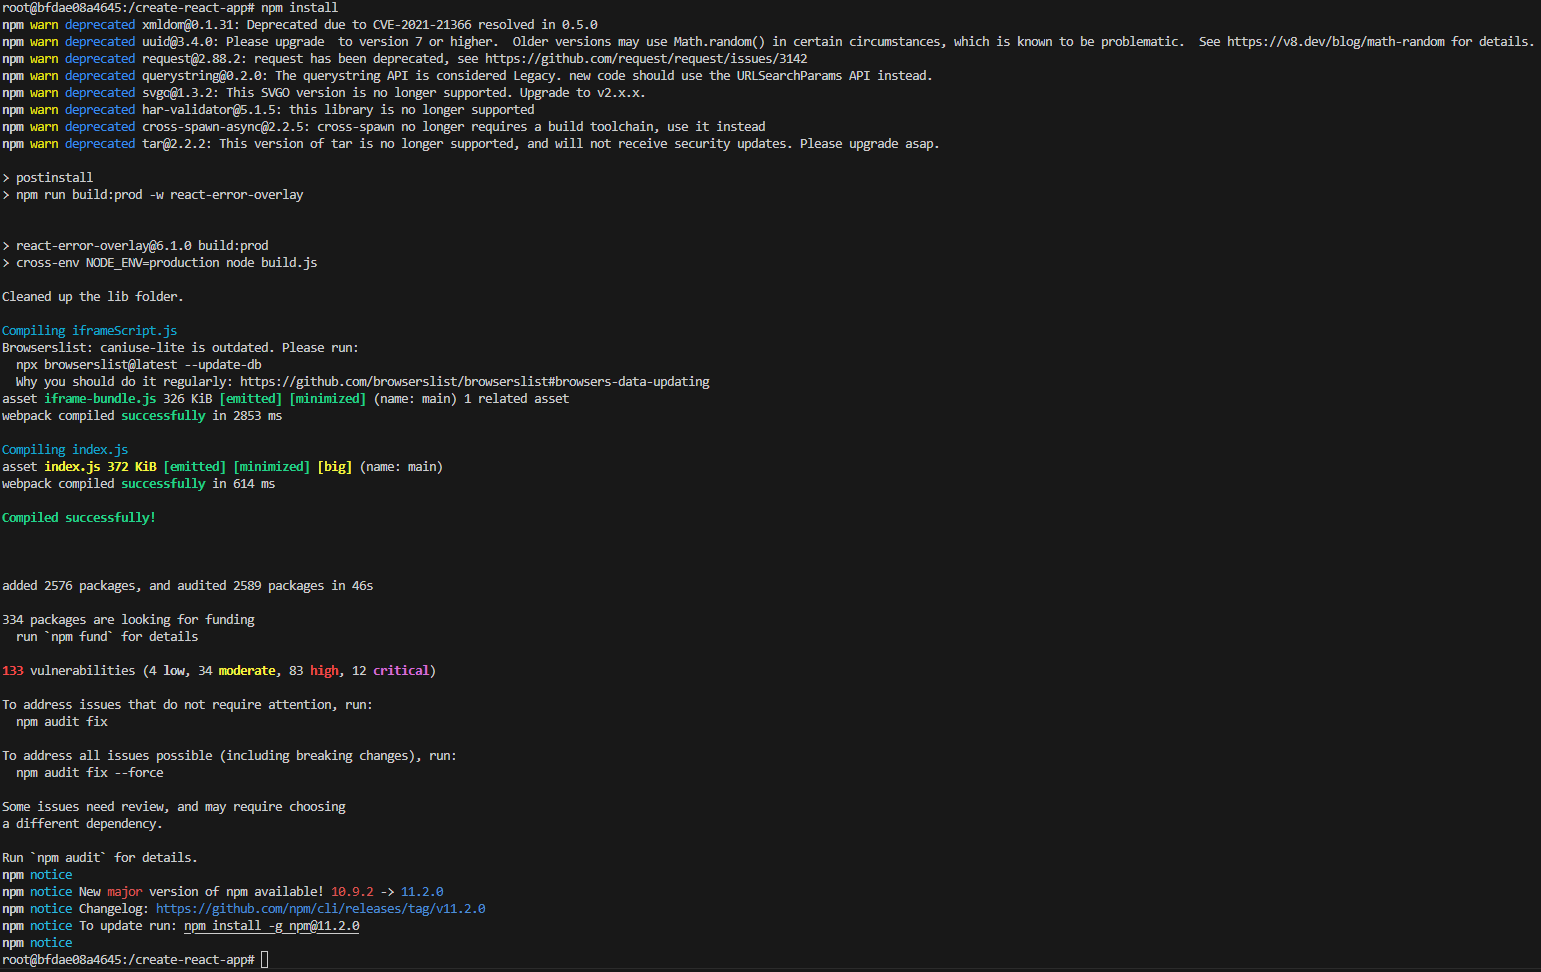 root@bfdae08a4645:/create-react-app# npm install
npm warn deprecated xmldom@0.1.31: Deprecated due to CVE-2021-21366 resolved in 0.5.0
npm warn deprecated uuid@3.4.0: Please upgrade  to version 7 or higher.  Older versions may use Math.random() in certain circumstances, which is known to be problematic.  See https://v8.dev/blog/math-random for details.
npm warn deprecated request@2.88.2: request has been deprecated, see https://github.com/request/request/issues/3142
npm warn deprecated querystring@0.2.0: The querystring API is considered Legacy. new code should use the URLSearchParams API instead.
npm warn deprecated svgo@1.3.2: This SVGO version is no longer supported. Upgrade to v2.x.x.
npm warn deprecated har-validator@5.1.5: this library is no longer supported
npm warn deprecated cross-spawn-async@2.2.5: cross-spawn no longer requires a build toolchain, use it instead
npm warn deprecated tar@2.2.2: This version of tar is no longer supported, and will not receive security updates. Please upgrade asap.

> postinstall
> npm run build:prod -w react-error-overlay


> react-error-overlay@6.1.0 build:prod
> cross-env NODE_ENV=production node build.js

Cleaned up the lib folder.

Compiling iframeScript.js
Browserslist: caniuse-lite is outdated. Please run:
  npx browserslist@latest --update-db
  Why you should do it regularly: https://github.com/browserslist/browserslist#browsers-data-updating
asset iframe-bundle.js 326 KiB [emitted] [minimized] (name: main) 1 related asset
webpack compiled successfully in 2853 ms

Compiling index.js
asset index.js 372 KiB [emitted] [minimized] [big] (name: main)
webpack compiled successfully in 614 ms

Compiled successfully!



added 2576 packages, and audited 2589 packages in 46s

334 packages are looking for funding
  run `npm fund` for details

133 vulnerabilities (4 low, 34 moderate, 83 high, 12 critical)

To address issues that do not require attention, run:
  npm audit fix

To address all issues possible (including breaking changes), run:
  npm audit fix --force

Some issues need review, and may require choosing
a different dependency.

Run `npm audit` for details.
npm notice
npm notice New major version of npm available! 10.9.2 -> 11.2.0
npm notice Changelog: https://github.com/npm/cli/releases/tag/v11.2.0
npm notice To update run: npm install -g npm@11.2.0
npm notice
root@bfdae08a4645:/create-react-app#